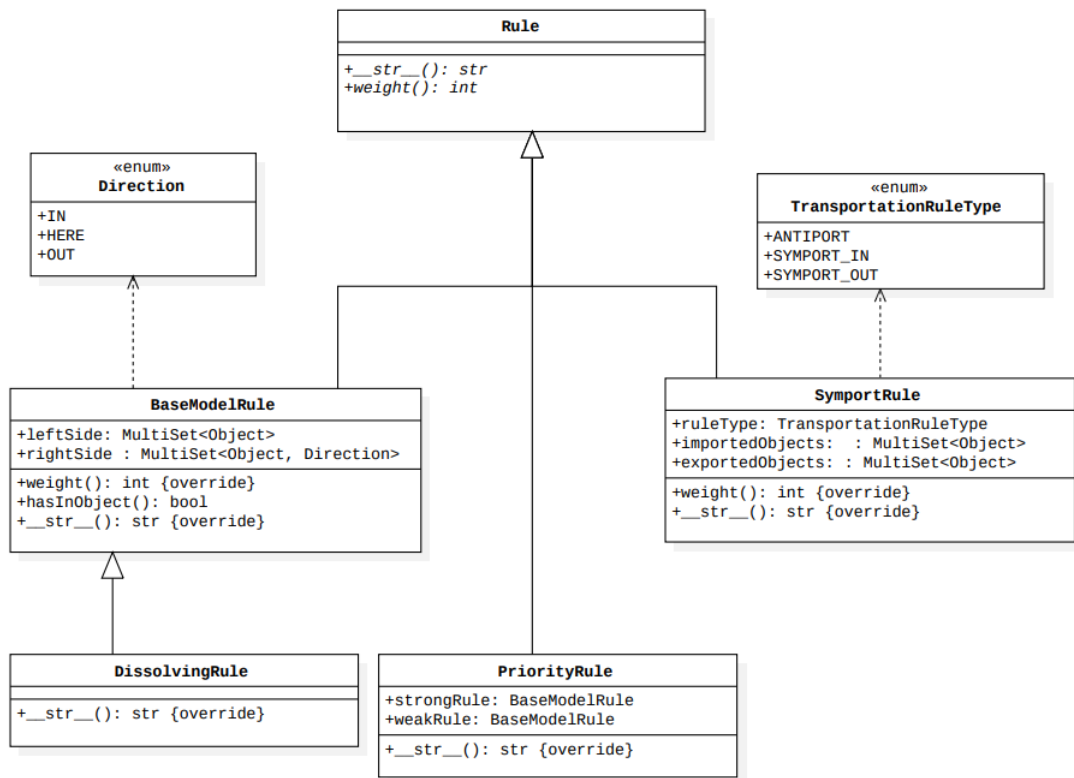 Rule
+__str__(): str
+weight(): int
«enum»
Direction
+IN
+HERE
+OUT
«enum»
TransportationRuleType
+ANTIPORT
+SYMPORT_IN
+SYMPORT_OUT
BaseModelRule
+leftSide: MultiSet<Object>
+rightSide : MultiSet<Object, Direction>
+weight(): int {override}
+hasInObject(): bool
+__str__(): str {override}
SymportRule
+ruleType: TransportationRuleType
+importedObjects:  : MultiSet<Object>
+exportedObjects: : MultiSet<Object>
+weight(): int {override}
+__str__(): str {override}
DissolvingRule
+__str__(): str {override}
PriorityRule
+strongRule: BaseModelRule
+weakRule: BaseModelRule
+__str__(): str {override}